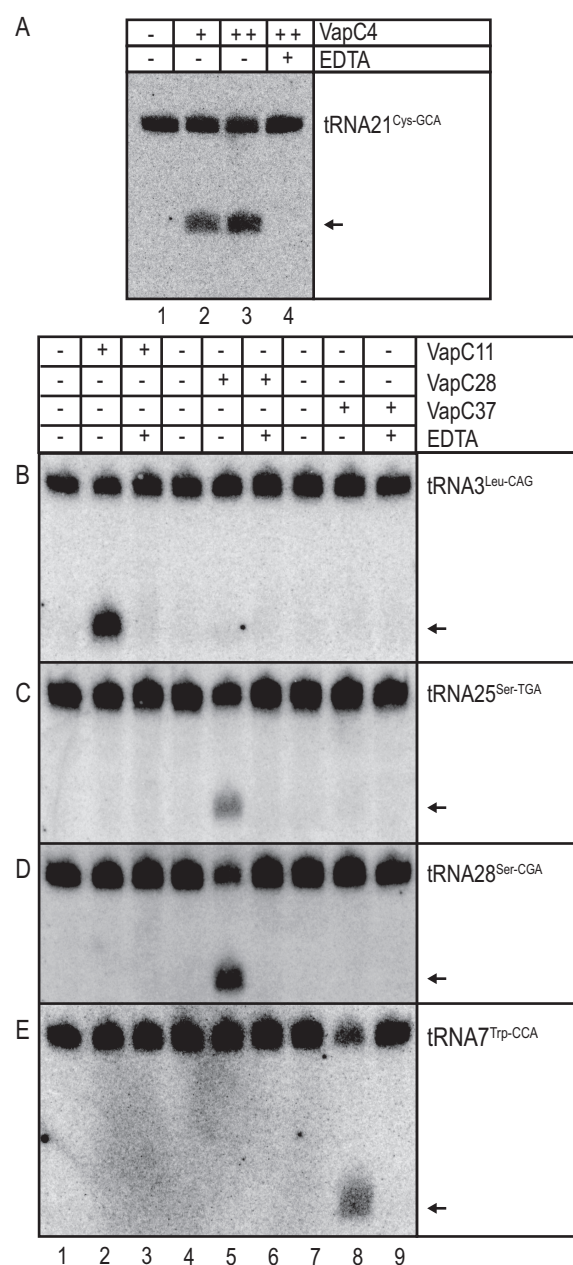 A
- + ++ ++ VapC4
- - - + EDTA
tRNA21Cys-GCA
←
1 2 3 4
- + + - - - - - - VapC11
- - - - + + - - - VapC28
- - - - - - - + + VapC37
- - + - - + - - + EDTA
B tRNA3Leu-CAG
←
C tRNA25Ser-TGA
←
D tRNA28Ser-CGA
←
E tRNA7Trp-CCA
←
1 2 3 4 5 6 7 8 9